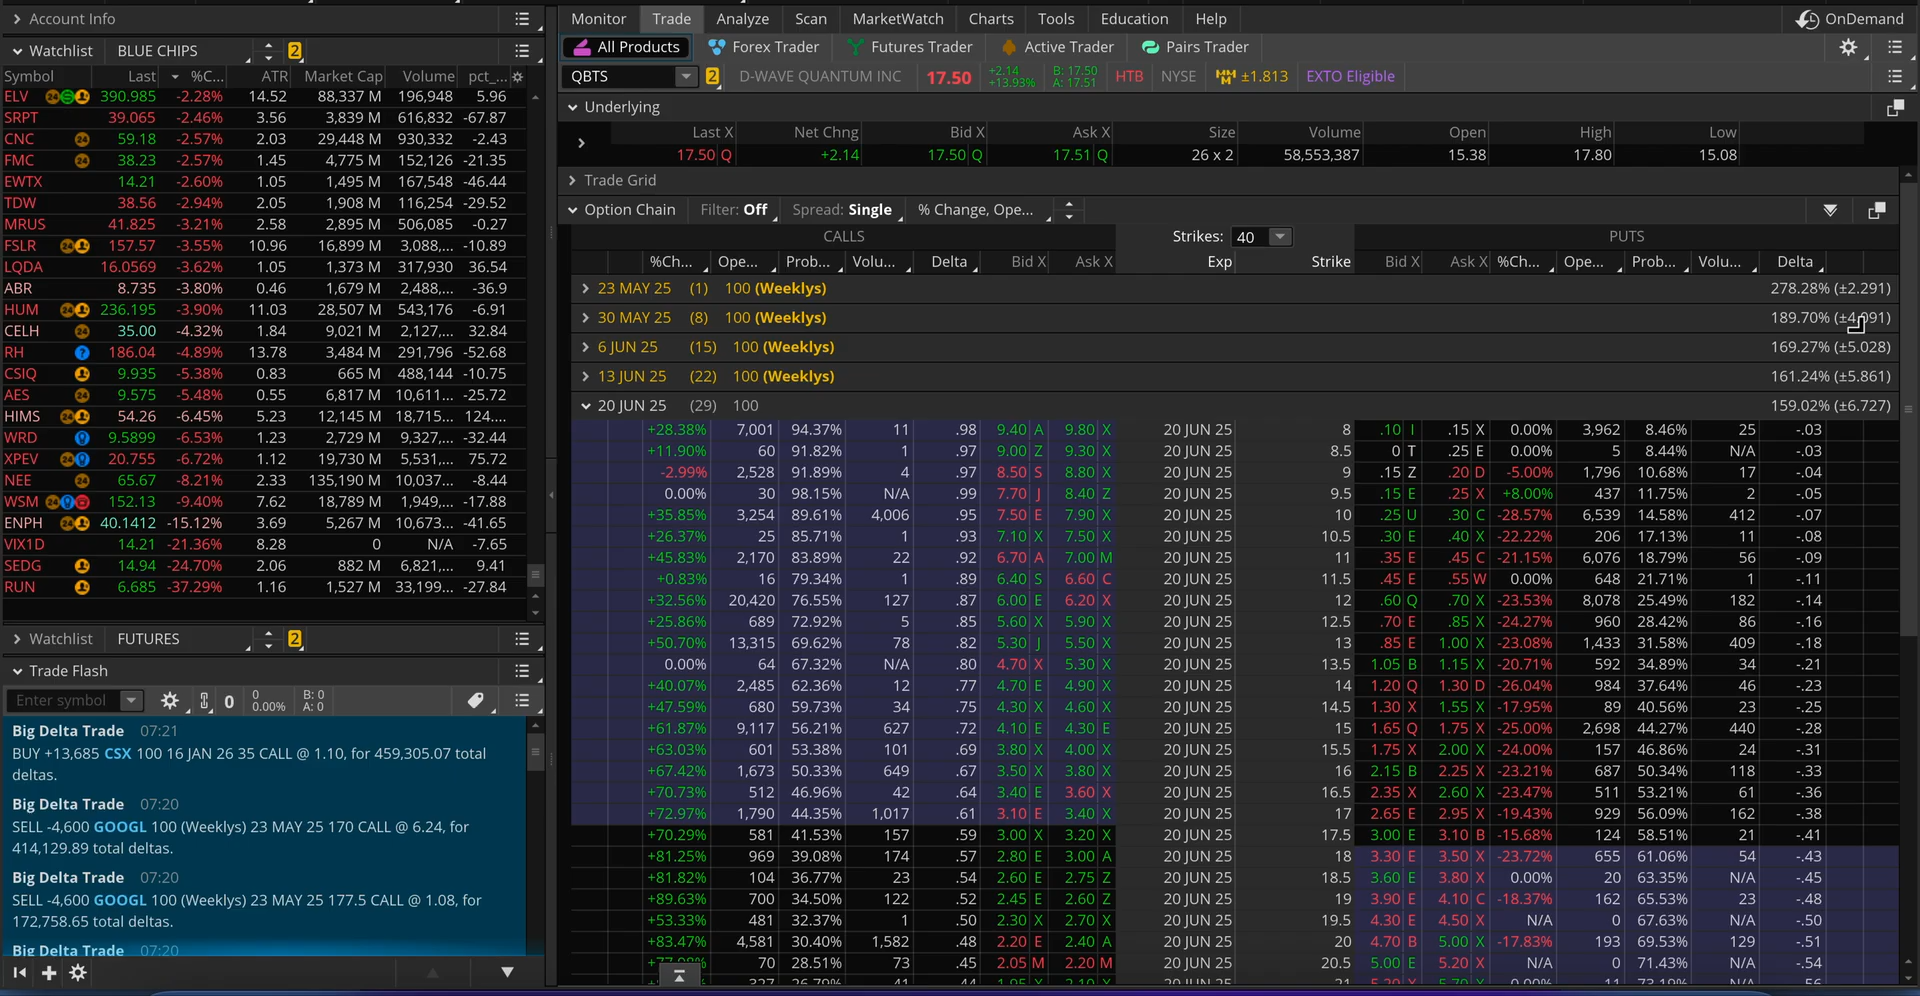 Account Info
Watchlist BLUE CHIPS 2
Symbol Last %C... ATR Market Cap Volume pct_...
ELV 390.985 -2.28% 14.52 88,337 M 196,948 5.96
SRPT 39.065 -2.46% 3.56 3,839 M 616,832 -67.87
CNC 59.18 -2.57% 2.03 29,448 M 930,332 -2.43
FMC 38.23 -2.57% 1.45 4,775 M 152,126 -21.35
EWTX 14.21 -2.60% 1.05 1,495 M 167,548 -46.44
TDW 38.56 -2.94% 2.05 1,908 M 116,254 -29.52
MRUS 41.825 -3.21% 2.58 2,895 M 506,085 -0.27
FSLR 157.57 -3.55% 10.96 16,899 M 3,088,... -10.89
LQDA 16.0569 -3.62% 1.05 1,373 M 317,930 36.54
ABR 8.735 -3.80% 0.46 1,679 M 2,488,... -36.9
HUM 236.195 -3.90% 11.03 28,507 M 543,176 -6.91
CELH 35.00 -4.32% 1.84 9,021 M 2,127,... 32.84
RH 186.04 -4.89% 13.78 3,484 M 291,796 -52.68
CSIQ 9.935 -5.38% 0.83 665 M 488,144 -10.75
AES 9.575 -5.48% 0.55 6,817 M 10,611... -25.72
HIMS 54.26 -6.45% 5.23 12,145 M 18,715... 124....
WRD 9.5899 -6.53% 1.23 2,729 M 9,327,... -32.44
XPEV 20.755 -6.72% 1.12 19,730 M 5,531,... 75.72
NEE 65.67 -8.21% 2.33 135,190 M 10,037... -8.44
WSM 152.13 -9.40% 7.62 18,789 M 1,949,... -17.88
ENPH 40.1412 -15.12% 3.69 5,267 M 10,673... -41.65
VIX1D 14.21 -21.36% 8.28 0 N/A -7.65
SEDG 14.94 -24.70% 2.06 882 M 6,821,... 9.41
RUN 6.685 -37.29% 1.16 1,527 M 33,199... -27.84
Watchlist FUTURES 2
Trade Flash
Enter symbol 0 0 0.00% B: 0 A: 0
Big Delta Trade 07:21
BUY +13,685 CSX 100 16 JAN 26 35 CALL @ 1.10, for 459,305.07 total
deltas.
Big Delta Trade 07:20
SELL -4,600 GOOGL 100 (Weeklys) 23 MAY 25 170 CALL @ 6.24, for
414,129.89 total deltas.
Big Delta Trade 07:20
SELL -4,600 GOOGL 100 (Weeklys) 23 MAY 25 177.5 CALL @ 1.08, for
172,758.65 total deltas.
Big Delta Trade 07:20
Monitor Trade Analyze Scan MarketWatch Charts Tools Education Help OnDemand
All Products Forex Trader Futures Trader Active Trader Pairs Trader
QBTS 2 D-WAVE QUANTUM INC 17.50 +2.14 +13.93% B: 17.50 A: 17.51 HTB NYSE ±1.813 EXTO Eligible
Underlying
Last X Net Chng Bid X Ask X Size Volume Open High Low
17.50 Q +2.14 17.50 Q 17.51 Q 26 x 2 58,553,387 15.38 17.80 15.08
Trade Grid
Option Chain Filter: Off Spread: Single % Change, Ope...
CALLS Strikes: 40 PUTS
%Ch... Ope... Prob... Volu... Delta Bid X Ask X Exp Strike Bid X Ask X %Ch... Ope... Prob... Volu... Delta
23 MAY 25 (1) 100 (Weeklys) 278.28% (±2.291)
30 MAY 25 (8) 100 (Weeklys) 189.70% (±4.091)
6 JUN 25 (15) 100 (Weeklys) 169.27% (±5.028)
13 JUN 25 (22) 100 (Weeklys) 161.24% (±5.861)
20 JUN 25 (29) 100 159.02% (±6.727)
+28.38% 7,001 94.37% 11 .98 9.40 A 9.80 X 20 JUN 25 8 .10 I .15 X 0.00% 3,962 8.46% 25 -.03
+11.90% 60 91.82% 1 .97 9.00 Z 9.30 X 20 JUN 25 8.5 0 T .25 E 0.00% 5 8.44% N/A -.03
-2.99% 2,528 91.89% 4 .97 8.50 S 8.80 X 20 JUN 25 9 .15 Z .20 D -5.00% 1,796 10.68% 17 -.04
0.00% 30 98.15% N/A .99 7.70 J 8.40 Z 20 JUN 25 9.5 .15 E .25 X +8.00% 437 11.75% 2 -.05
+35.85% 3,254 89.61% 4,006 .95 7.50 E 7.90 X 20 JUN 25 10 .25 U .30 C -28.57% 6,539 14.58% 412 -.07
+26.37% 25 85.71% 1 .93 7.10 X 7.50 X 20 JUN 25 10.5 .30 E .40 X -22.22% 206 17.13% 11 -.08
+45.83% 2,170 83.89% 22 .92 6.70 A 7.00 M 20 JUN 25 11 .35 E .45 C -21.15% 6,076 18.79% 56 -.09
+0.83% 16 79.34% 1 .89 6.40 S 6.60 C 20 JUN 25 11.5 .45 E .55 W 0.00% 648 21.71% 1 -.11
+32.56% 20,420 76.55% 127 .87 6.00 E 6.20 X 20 JUN 25 12 .60 Q .70 X -23.53% 8,078 25.49% 182 -.14
+25.86% 689 72.92% 5 .85 5.60 X 5.90 X 20 JUN 25 12.5 .70 E .85 X -24.27% 960 28.42% 86 -.16
+50.70% 13,315 69.62% 78 .82 5.30 J 5.50 X 20 JUN 25 13 .85 E 1.00 X -23.08% 1,433 31.58% 409 -.18
0.00% 64 67.32% N/A .80 4.70 X 5.30 X 20 JUN 25 13.5 1.05 B 1.15 X -20.71% 592 34.89% 34 -.21
+40.07% 2,485 62.36% 12 .77 4.70 E 4.90 X 20 JUN 25 14 1.20 Q 1.30 D -26.04% 984 37.64% 46 -.23
+47.59% 680 59.73% 34 .75 4.30 X 4.60 X 20 JUN 25 14.5 1.30 X 1.55 X -17.95% 89 40.56% 23 -.25
+61.87% 9,117 56.21% 627 .72 4.10 E 4.30 E 20 JUN 25 15 1.65 Q 1.75 X -25.00% 2,698 44.27% 440 -.28
+63.03% 601 53.38% 101 .69 3.80 X 4.00 X 20 JUN 25 15.5 1.75 X 2.00 X -24.00% 157 46.86% 24 -.31
+67.42% 1,673 50.33% 649 .67 3.50 X 3.80 X 20 JUN 25 16 2.15 B 2.25 X -23.21% 687 50.34% 118 -.33
+70.73% 512 46.96% 42 .64 3.40 E 3.60 X 20 JUN 25 16.5 2.35 X 2.60 X -23.47% 511 53.21% 61 -.36
+72.97% 1,790 44.35% 1,017 .61 3.10 E 3.40 X 20 JUN 25 17 2.65 E 2.95 X -19.43% 929 56.09% 162 -.38
+70.29% 581 41.53% 157 .59 3.00 X 3.20 X 20 JUN 25 17.5 3.00 E 3.10 B -15.68% 124 58.51% 21 -.41
+81.25% 969 39.08% 174 .57 2.80 E 3.00 A 20 JUN 25 18 3.30 E 3.50 X -23.72% 655 61.06% 54 -.43
+81.82% 104 36.77% 23 .54 2.60 E 2.75 Z 20 JUN 25 18.5 3.60 E 3.80 X 0.00% 20 63.35% N/A -.45
+89.63% 700 34.50% 122 .52 2.45 E 2.60 Z 20 JUN 25 19 3.90 E 4.10 C -18.37% 162 65.53% 23 -.48
+53.33% 481 32.37% 1 .50 2.30 X 2.70 X 20 JUN 25 19.5 4.30 E 4.50 X N/A 0 67.63% N/A -.50
+83.47% 4,581 30.40% 1,582 .48 2.20 E 2.40 A 20 JUN 25 20 4.70 B 5.00 X -17.83% 193 69.53% 129 -.51
70 28.51% 73 .45 2.05 M 2.20 M 20 JUN 25 20.5 5.00 E 5.20 X N/A 0 71.43% N/A -.54